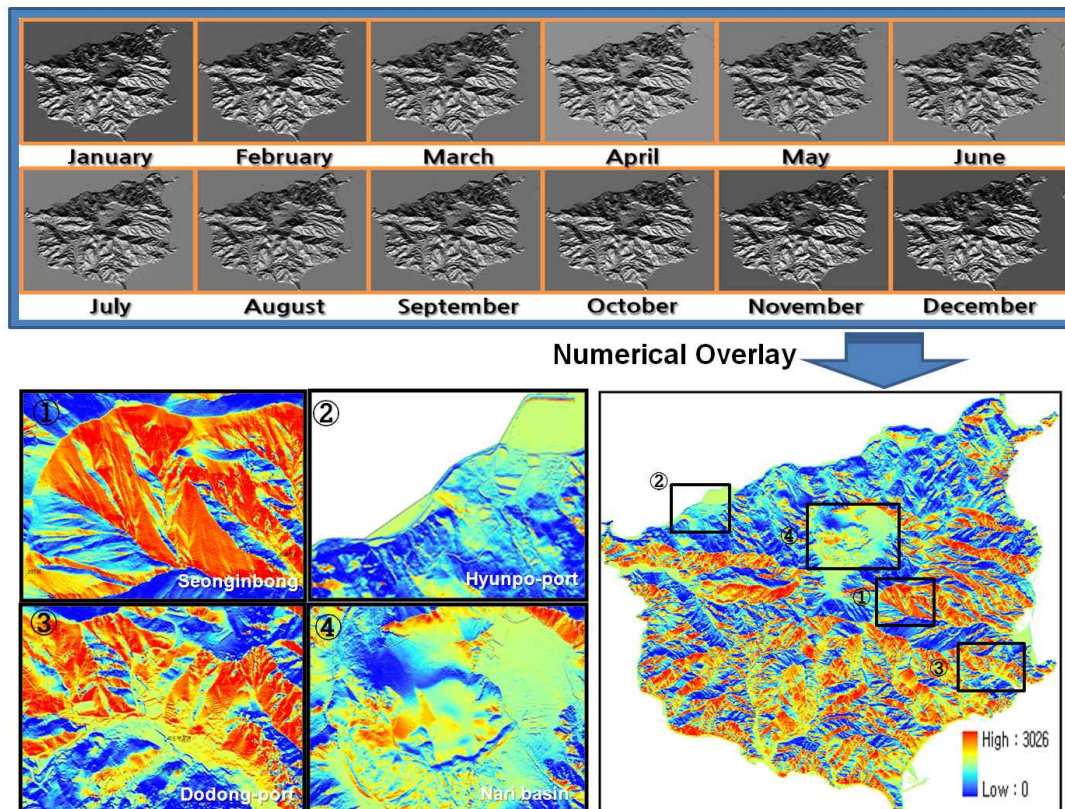 January February March April May June
July August September October November December
Numerical Overlay
①
Seonginbong
②
Hyunpo-port
③
Dodong-port
④
Nari basin
②
④
①
③
High : 3026
Low : 0